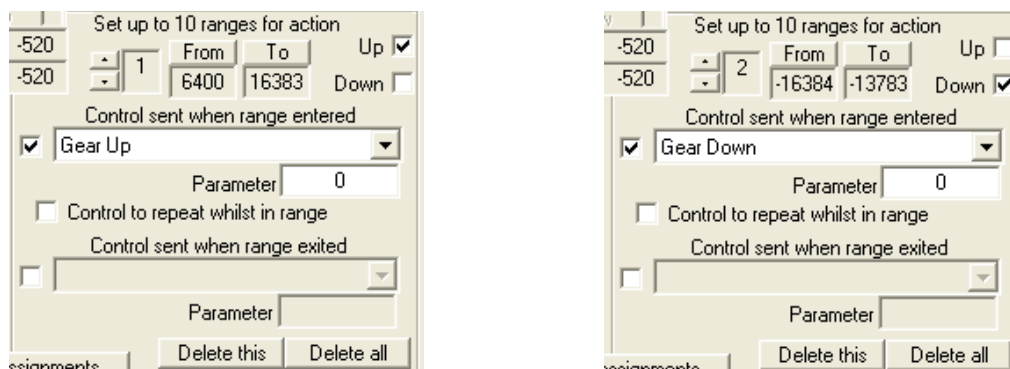 Set up to 10 ranges for action
-520
-520
1
From
To
6400
16383
Up
Down
Control sent when range entered
Gear Up
Parameter
0
Control to repeat whilst in range
Control sent when range exited
Parameter
Delete this
Delete all
Set up to 10 ranges for action
-520
-520
2
From
To
-16384
-13783
Up
Down
Control sent when range entered
Gear Down
Parameter
0
Control to repeat whilst in range
Control sent when range exited
Parameter
Delete this
Delete all